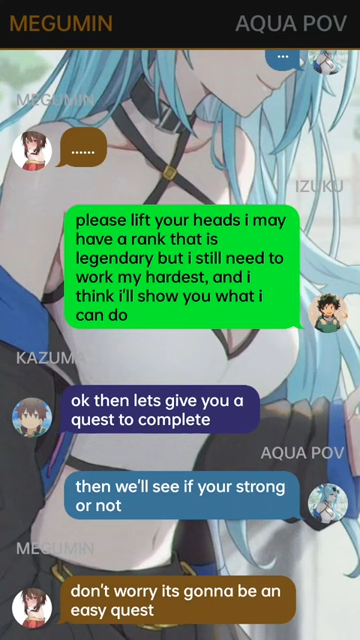 MEGUMIN AQUA POV
...
MEGUMIN
......
IZUKU
please lift your heads i may
have a rank that is
legendary but i still need to
work my hardest, and i
think i'll show you what i
can do
KAZUMA
ok then lets give you a
quest to complete
AQUA POV
then we'll see if your strong
or not
MEGUMIN
don't worry its gonna be an
easy quest